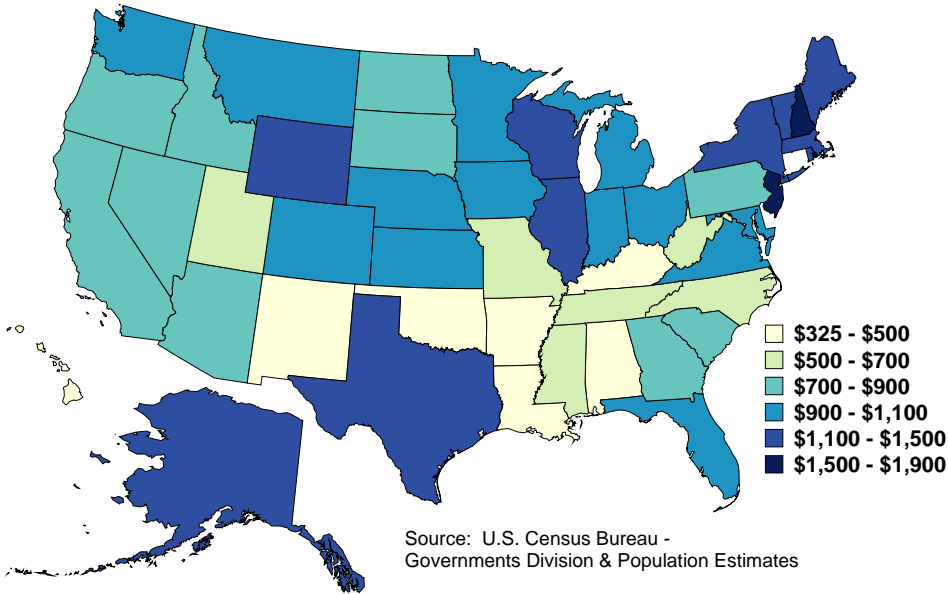 $325 - $500
$500 - $700
$700 - $900
$900 - $1,100
$1,100 - $1,500
$1,500 - $1,900
Source:  U.S. Census Bureau -
Governments Division & Population Estimates